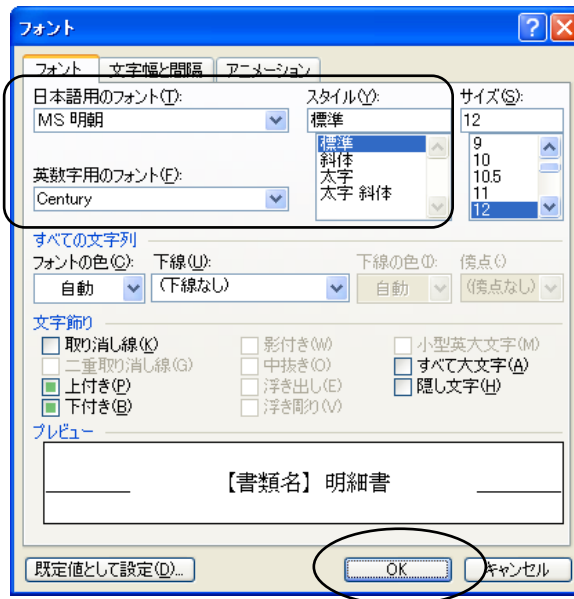 フォント
フォント 文字幅と間隔 アニメーション
日本語用のフォント(T): スタイル(Y): サイズ(S):
MS 明朝 標準 12
標準 9
斜体 10
太字 10.5
太字 斜体 11
12
英数字用のフォント(F):
Century
すべての文字列
フォントの色(C): 下線(U): 下線の色(I): 傍点(:)
自動 (下線なし) 自動 (傍点なし)
文字飾り
取り消し線(K) 影付き(W) 小型英大文字(M)
二重取り消し線(G) 中抜き(O) すべて大文字(A)
上付き(P) 浮き出し(E) 隠し文字(H)
下付き(B) 浮き彫り(V)
プレビュー
【書類名】明細書
既定値として設定(D)... OK キャンセル